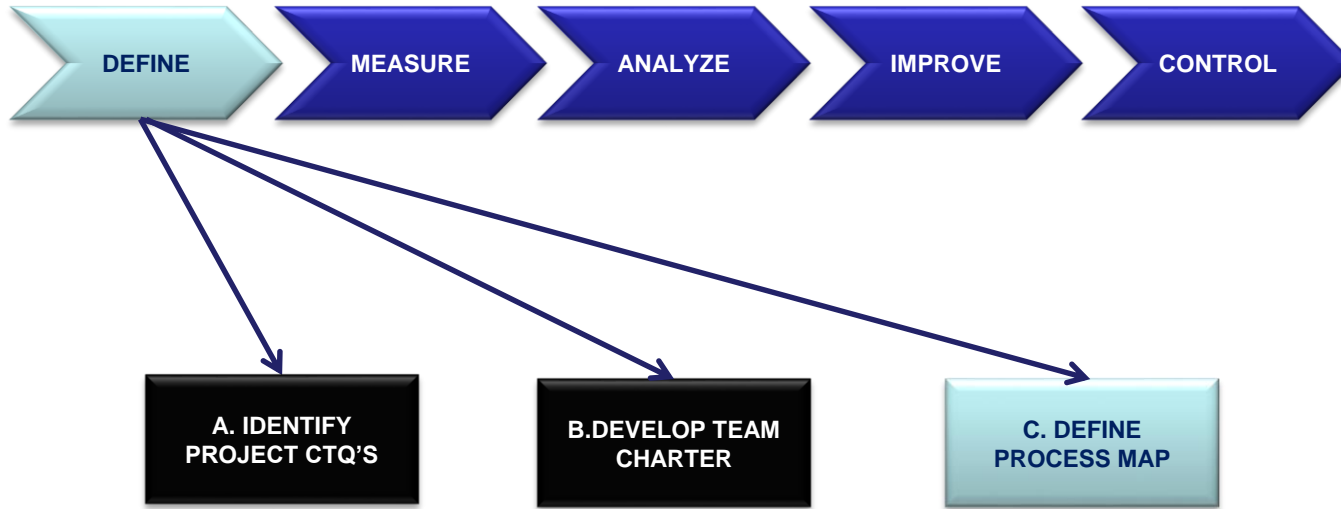 DEFINE
MEASURE
ANALYZE
IMPROVE
CONTROL
A. IDENTIFY
PROJECT CTQ'S
B.DEVELOP TEAM
CHARTER
C. DEFINE
PROCESS MAP